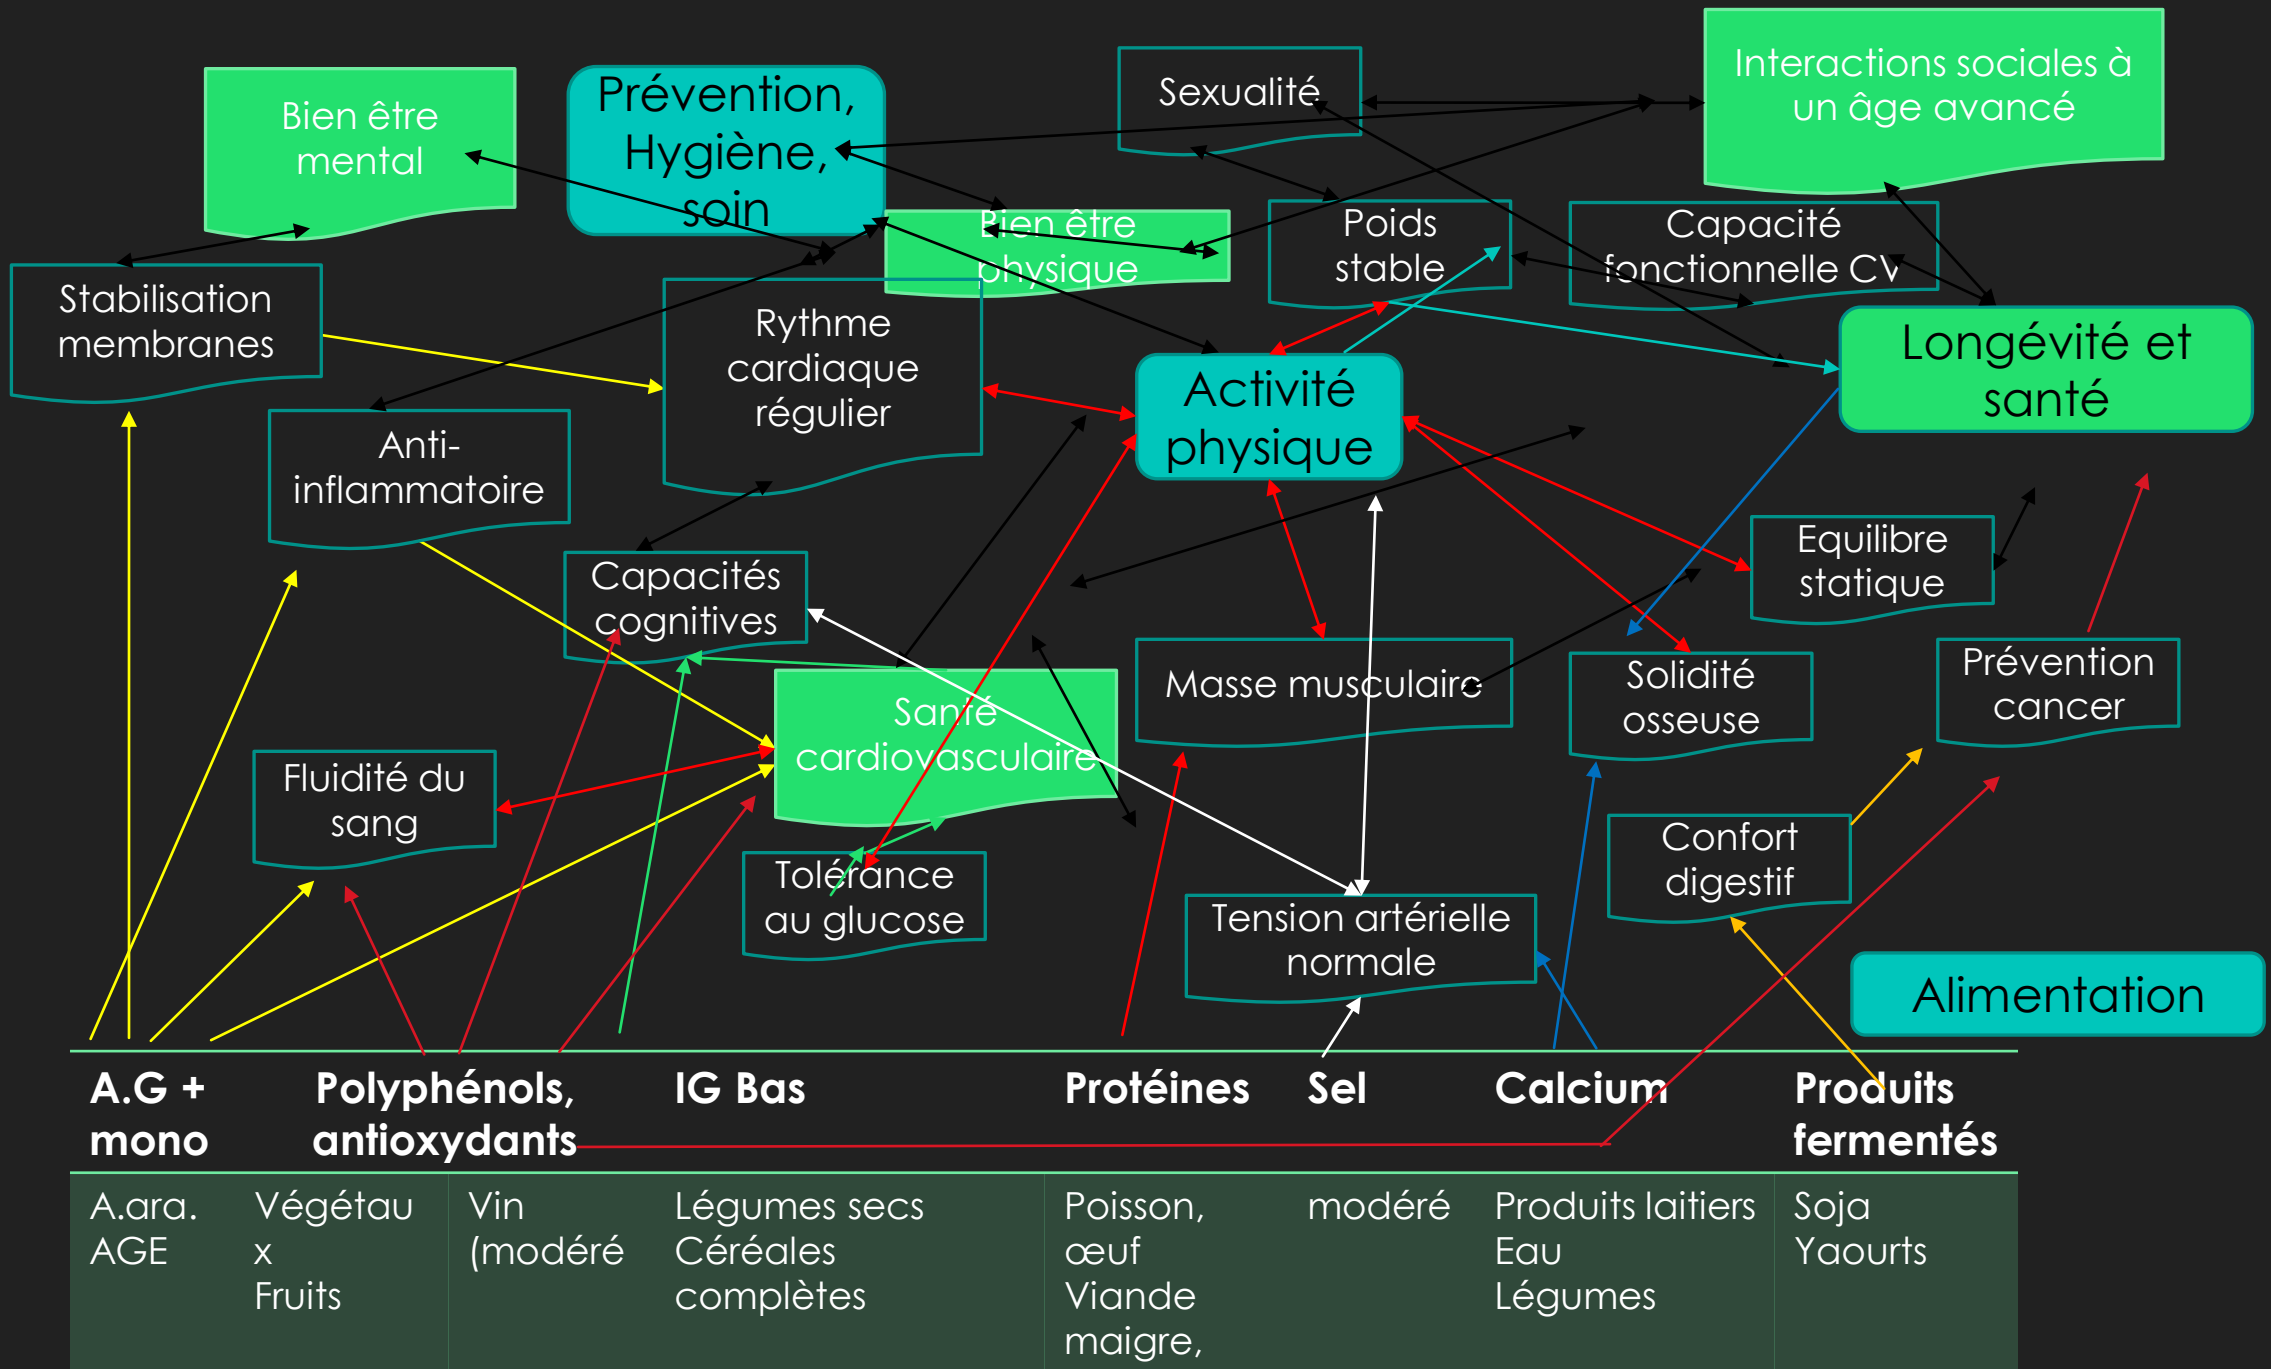 Bien être
mental
Prévention,
Hygiène,
soin
Sexualité
Interactions sociales à
un âge avancé
Bien être
physique
Poids
stable
Capacité
fonctionnelle CV
Stabilisation
membranes
Rythme
cardiaque
régulier
Longévité et
santé
Activité
physique
Anti-
inflammatoire
Capacités
cognitives
Equilibre
statique
Santé
cardiovasculaire
Masse musculaire
Solidité
osseuse
Prévention
cancer
Fluidité du
sang
Tolérance
au glucose
Tension artérielle
normale
Confort
digestif
Alimentation
A.G +
mono
Polyphénols,
antioxydants
IG Bas
Protéines
Sel
Calcium
Produits
fermentés
A.ara.
AGE
Végétau
x
Fruits
Vin
(modéré
Légumes secs
Céréales
complètes
Poisson,
œuf
Viande
maigre,
modéré
Produits laitiers
Eau
Légumes
Soja
Yaourts